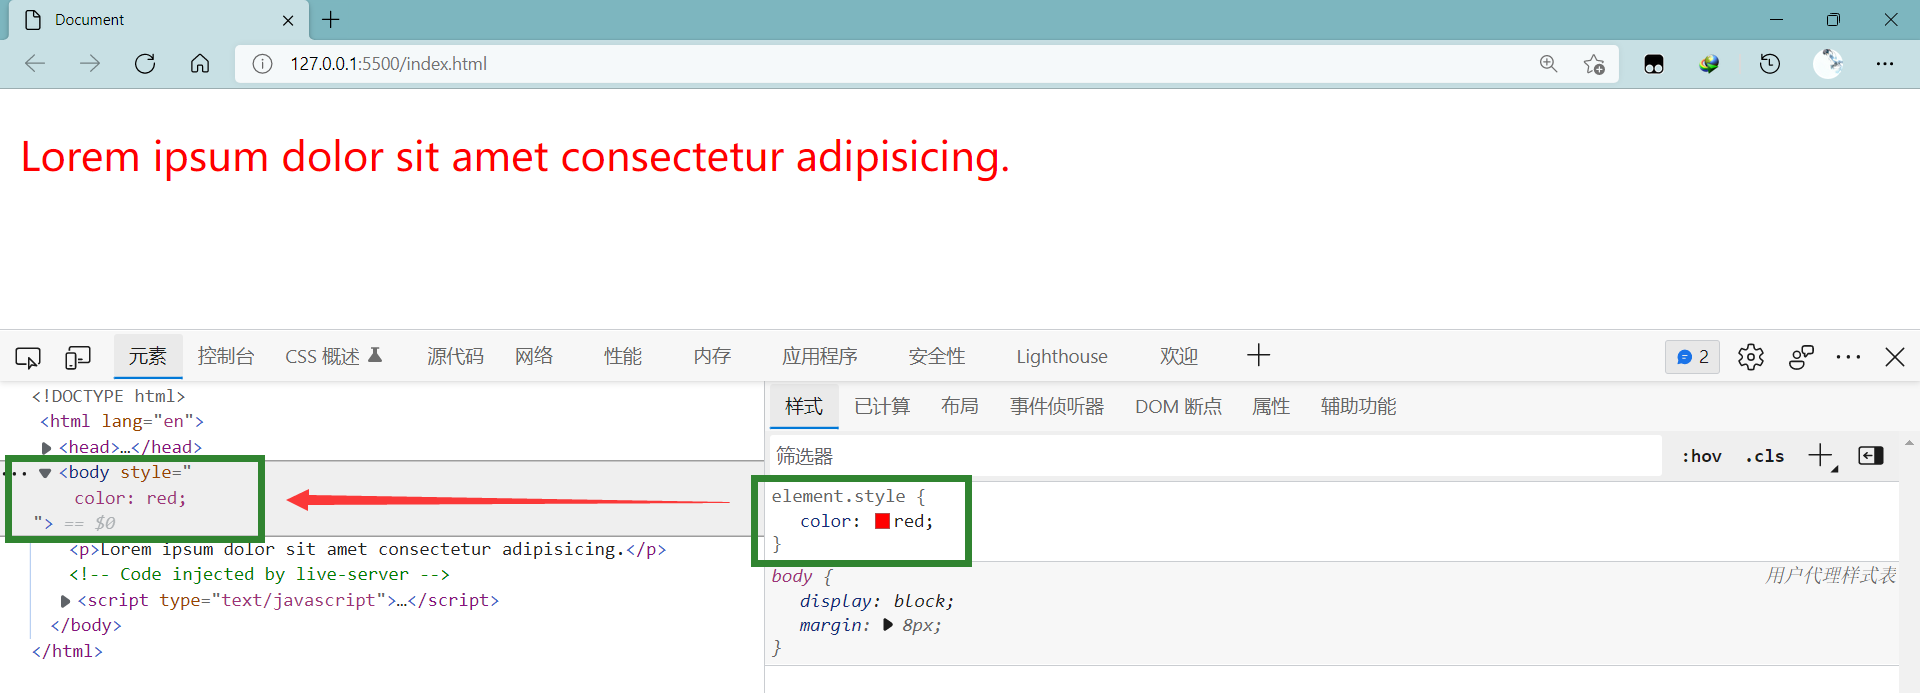 Document
127.0.0.1:5500/index.html
Lorem ipsum dolor sit amet consectetur adipisicing.
元素 控制台 CSS 概述 源代码 网络 性能 内存 应用程序 安全性 Lighthouse 欢迎 2
<!DOCTYPE html>
<html lang="en">
<head>…</head>
<body style="
color: red;
"> == $0
<p>Lorem ipsum dolor sit amet consectetur adipisicing.</p>
<!-- Code injected by live-server -->
<script type="text/javascript">…</script>
</body>
</html>
样式 已计算 布局 事件侦听器 DOM 断点 属性 辅助功能
筛选器 :hov .cls
element.style {
color: red;
}
body { 用户代理样式表
display: block;
margin: 8px;
}